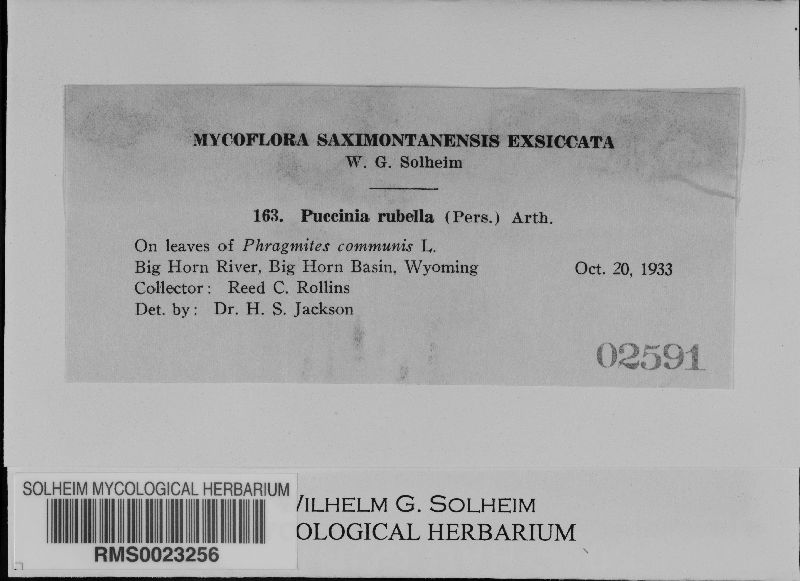 MYCOFLORA SAXIMONTANENSIS EXSICCATA
W. G. Solheim
163. Puccinia rubella (Pers.) Arth.
On leaves of Phragmites communis L.
Big Horn River, Big Horn Basin, Wyoming Oct. 20, 1933
Collector: Reed C. Rollins
Det. by: Dr. H. S. Jackson
02591
SOLHEIM MYCOLOGICAL HERBARIUM
RMS0023256
ILHELM G. SOLHEIM
OLOGICAL HERBARIUM